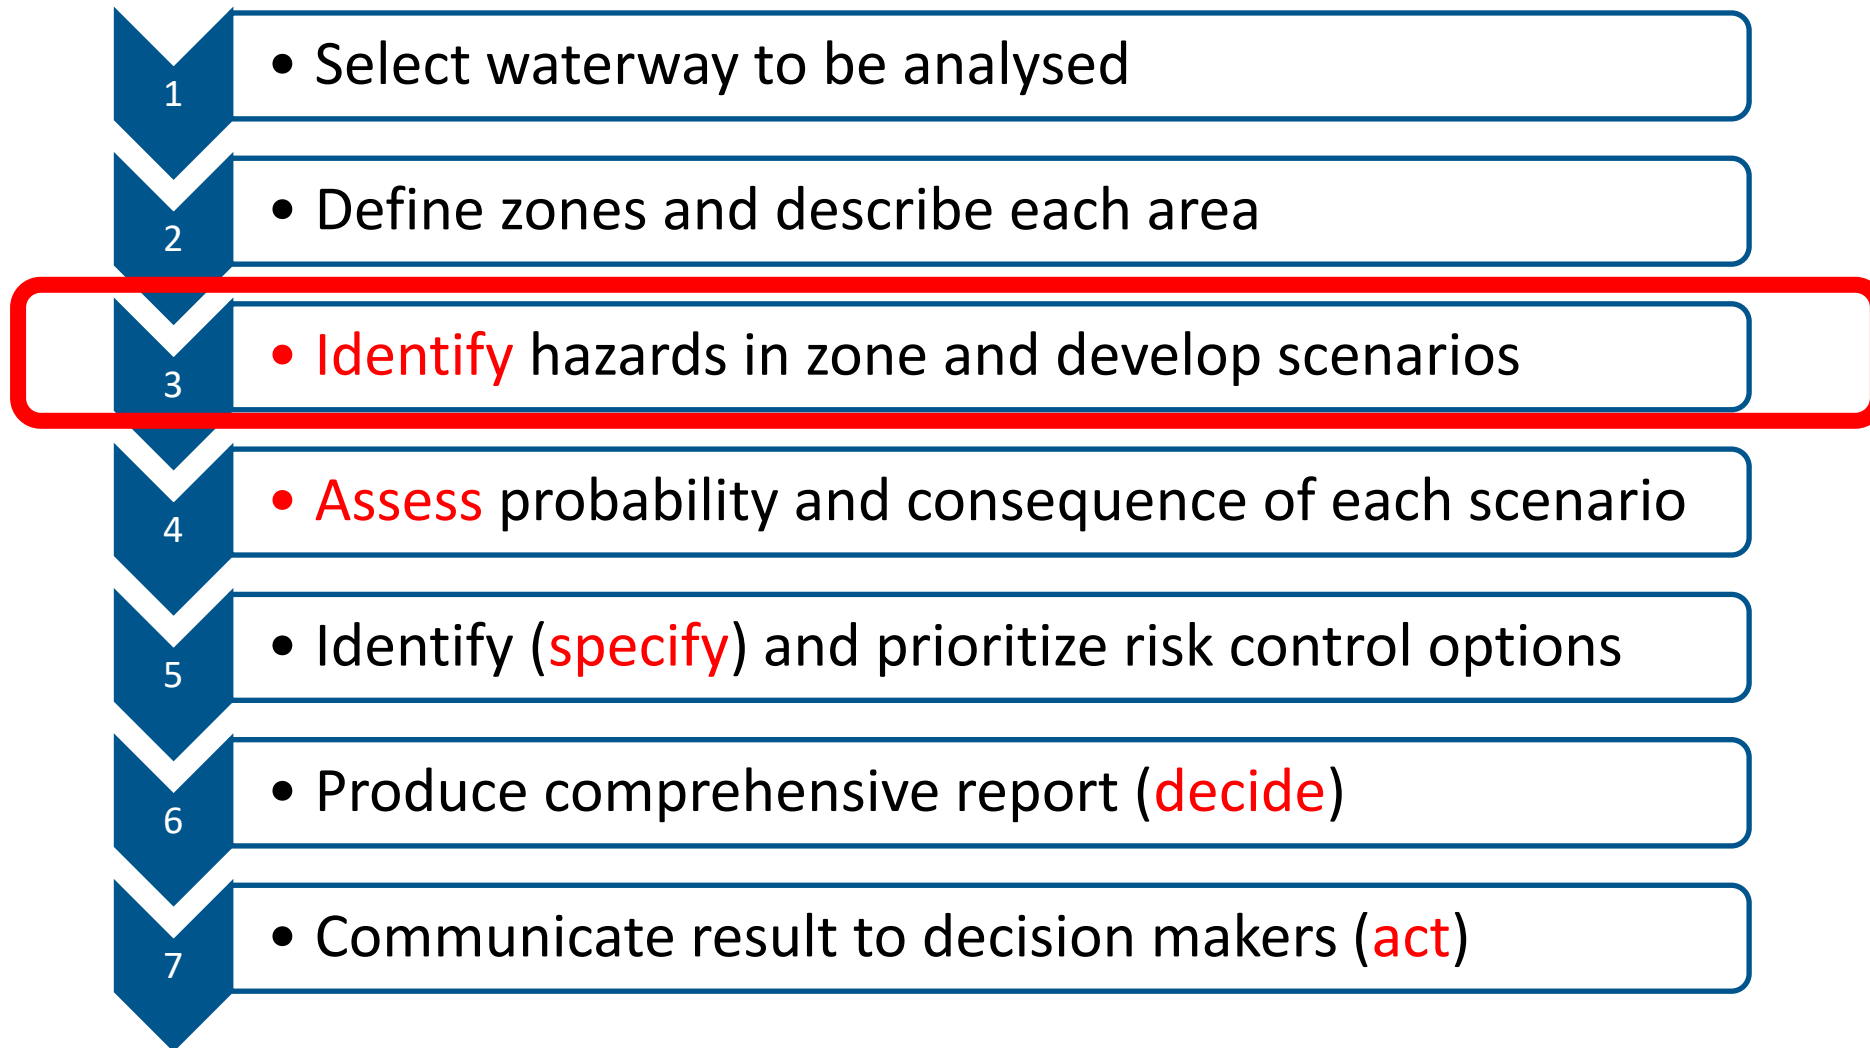 1
• Select waterway to be analysed
2
• Define zones and describe each area
3
• Identify hazards in zone and develop scenarios
4
• Assess probability and consequence of each scenario
5
• Identify (specify) and prioritize risk control options
6
• Produce comprehensive report (decide)
7
• Communicate result to decision makers (act)